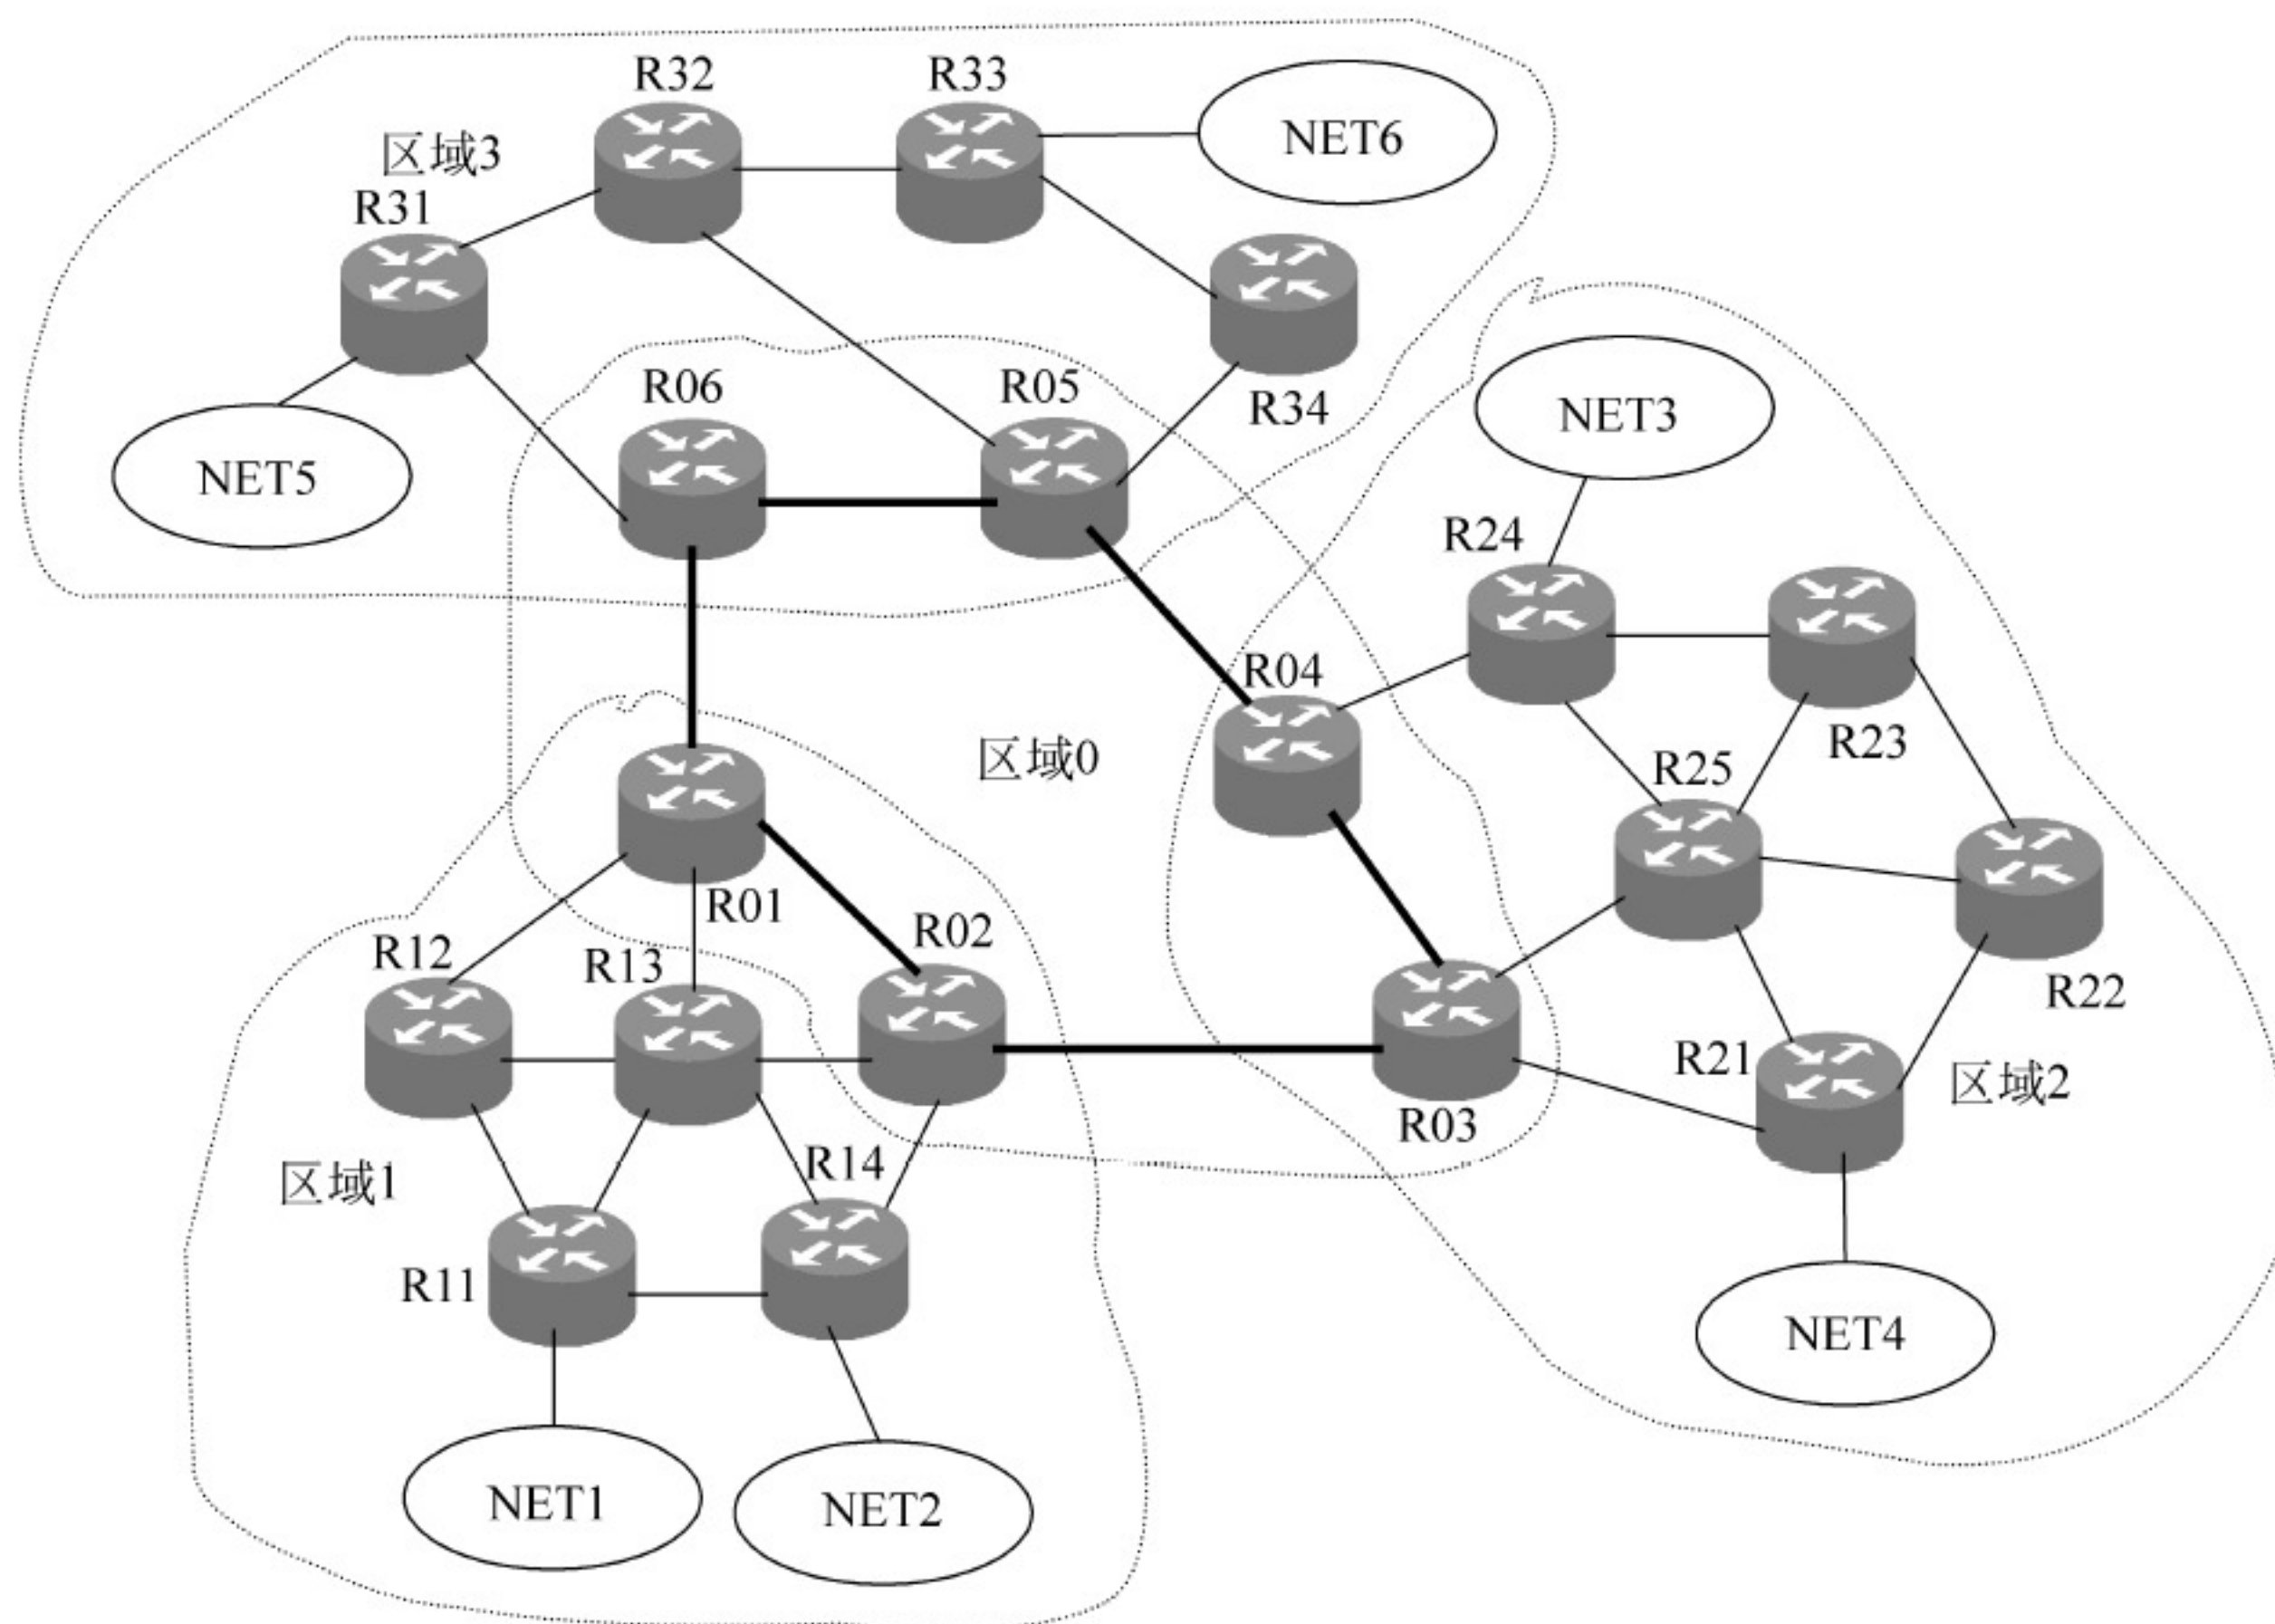 R32
R33
NET6
区域3
R31
R06
R05
R34
NET3
NET5
R24
R04
区域0
R25
R23
R01
R02
R12
R13
R22
R21
区域2
R03
R14
区域1
R11
NET4
NET1
NET2